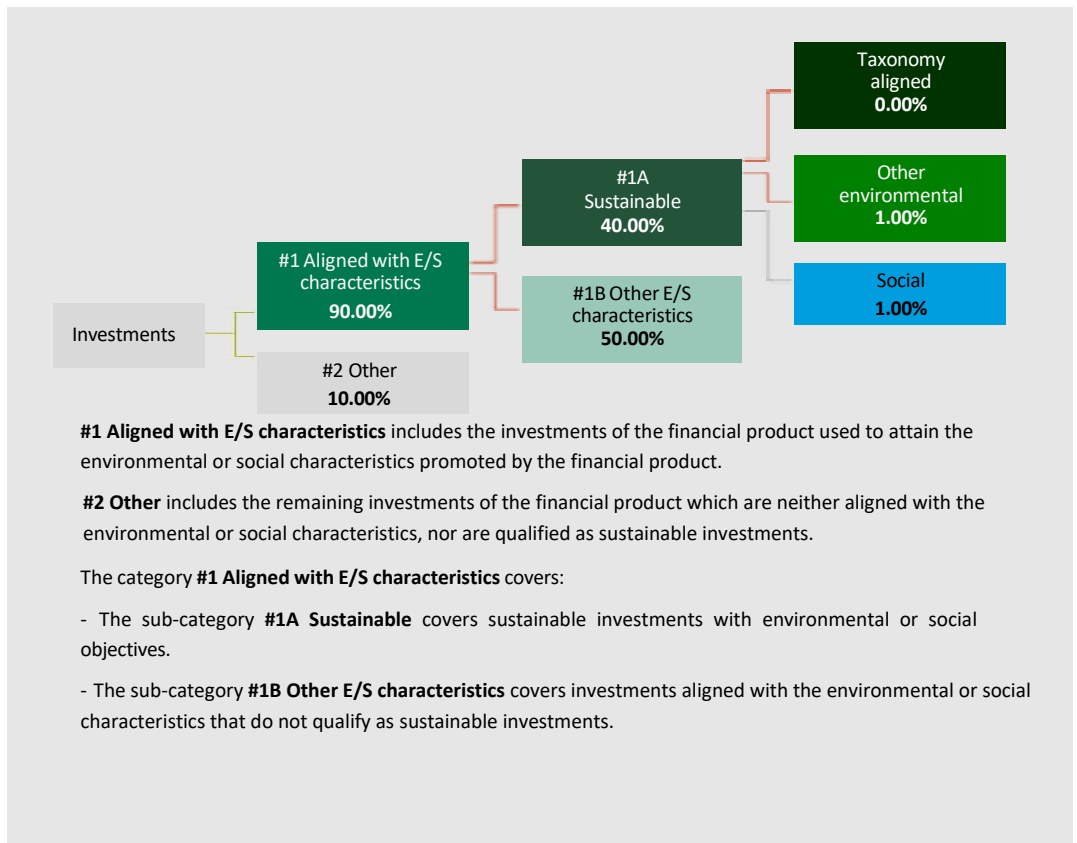 Taxonomy
aligned
0.00%
#1A
Sustainable
40.00%
Other
environmental
1.00%
#1 Aligned with E/S
characteristics
90.00%
#1B Other E/S
characteristics
50.00%
Social
1.00%
Investments
#2 Other
10.00%
#1 Aligned with E/S characteristics includes the investments of the financial product used to attain the
environmental or social characteristics promoted by the financial product.
#2 Other includes the remaining investments of the financial product which are neither aligned with the
environmental or social characteristics, nor are qualified as sustainable investments.
The category #1 Aligned with E/S characteristics covers:
- The sub-category #1A Sustainable covers sustainable investments with environmental or social
objectives.
- The sub-category #1B Other E/S characteristics covers investments aligned with the environmental or social
characteristics that do not qualify as sustainable investments.